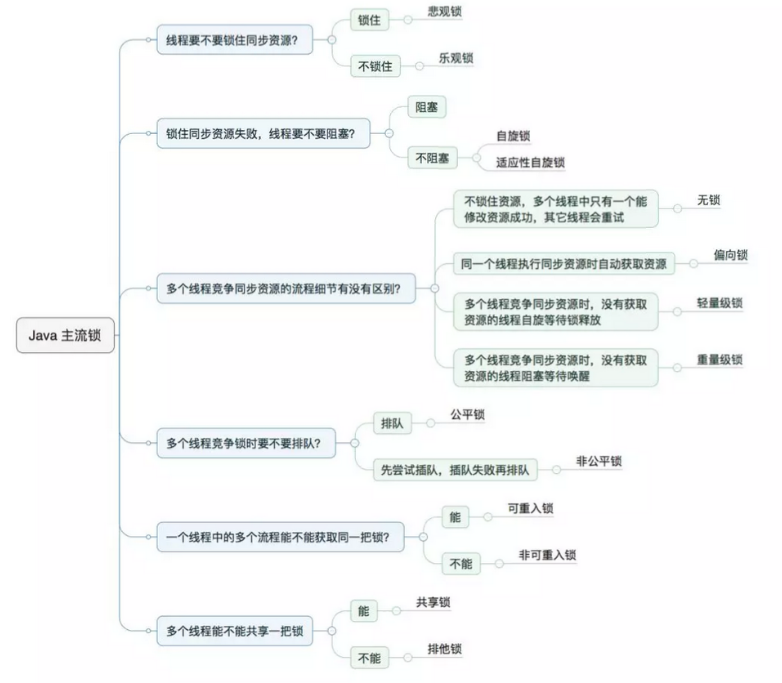 Java 主流锁
线程要不要锁住同步资源?
锁住
悲观锁
不锁住
乐观锁
锁住同步资源失败，线程要不要阻塞?
阻塞
不阻塞
自旋锁
适应性自旋锁
多个线程竞争同步资源的流程细节有没有区别?
不锁住资源，多个线程中只有一个能
修改资源成功，其它线程会重试
无锁
同一个线程执行同步资源时自动获取资源
偏向锁
多个线程竞争同步资源时，没有获取
资源的线程自旋等待锁释放
轻量级锁
多个线程竞争同步资源时，没有获取
资源的线程阻塞等待唤醒
重量级锁
多个线程竞争锁时要不要排队?
排队
公平锁
先尝试插队，插队失败再排队
非公平锁
一个线程中的多个流程能不能获取同一把锁?
能
可重入锁
不能
非可重入锁
多个线程能不能共享一把锁
能
共享锁
不能
排他锁